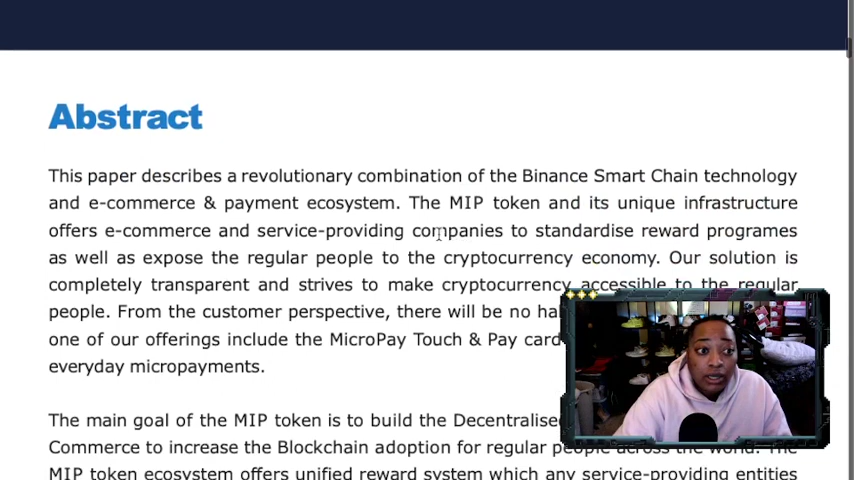 Abstract
This paper describes a revolutionary combination of the Binance Smart Chain technology
and e-commerce & payment ecosystem. The MIP token and its unique infrastructure
offers e-commerce and service-providing companies to standardise reward programes
as well as expose the regular people to the cryptocurrency economy. Our solution is
completely transparent and strives to make cryptocurrency accessible to the regular
people. From the customer perspective, there will be no
one of our offerings include the MicroPay Touch & Pay card
everyday micropayments.
The main goal of the MIP token is to build the
Commerce to increase the Blockchain adoption for regular people across the world. The
MIP token ecosystem offers unified reward system which any service-providing entities